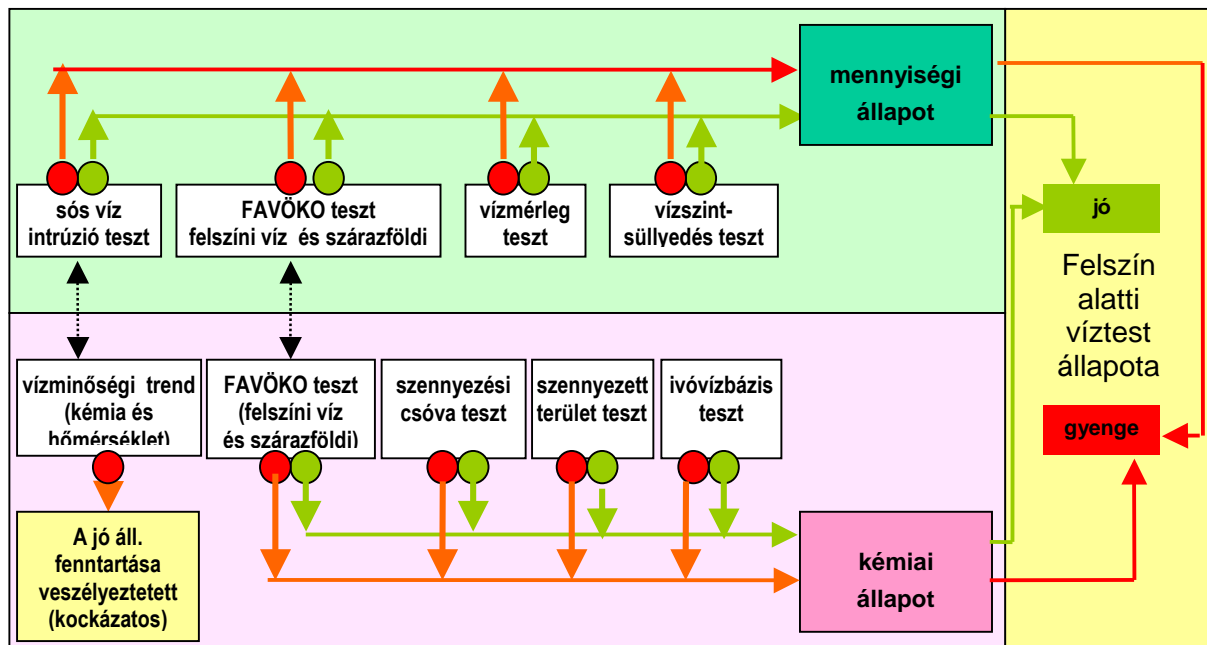 mennyiségi
állapot
sós víz
intrúzió teszt
FAVÖKO teszt
felszíni víz és szárazföldi
vízmérleg
teszt
vízszint-
süllyedés teszt
jó
Felszín
alatti
víztest
állapota
gyenge
vízminőségi trend
(kémia és
hőmérséklet)
FAVÖKO teszt
(felszíni víz
és szárazföldi)
szennyezési
csóva teszt
szennyezett
terület teszt
ivóvízbázis
teszt
A jó áll.
fenntartása
veszélyeztetett
(kockázatos)
kémiai
állapot